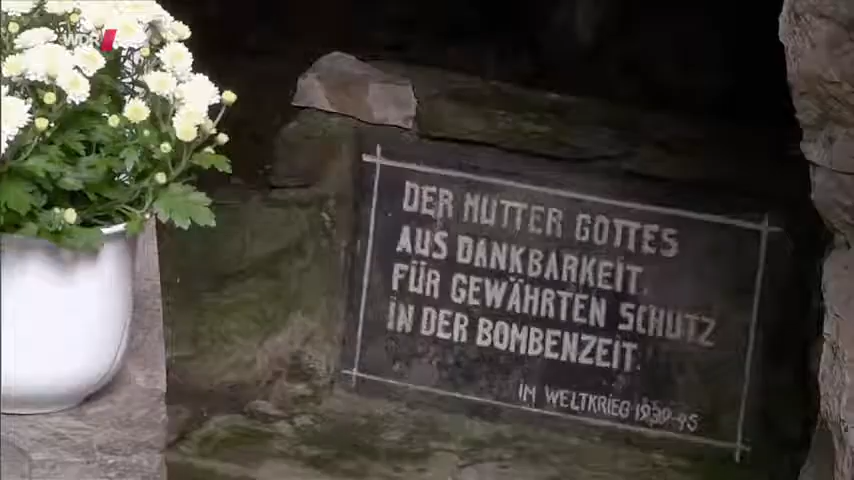 WDR
DER MUTTER GOTTES
AUS DANKBARKEIT.
FÜR GEWÄHRTEN SCHUTZ
IN DER BOMBENZEIT.
IM WELTKRIEG 1939-45